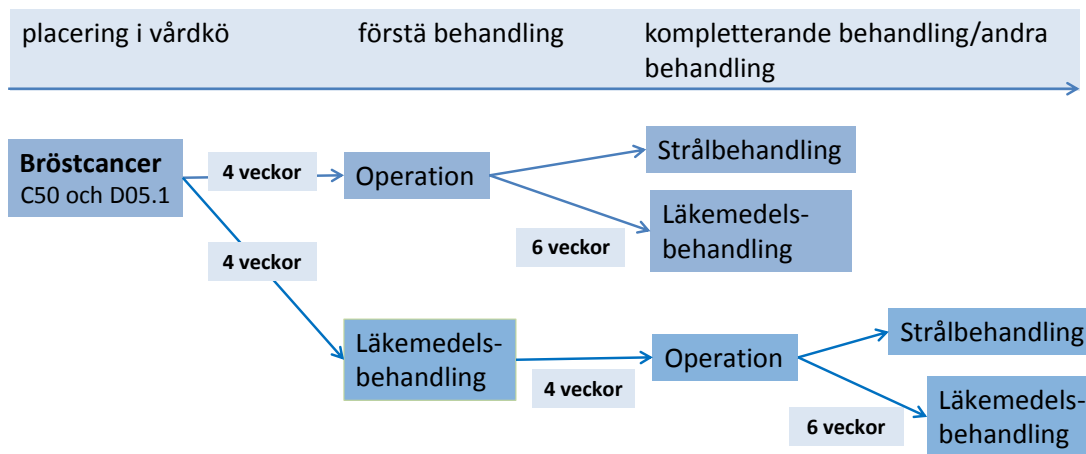 placering i vårdkö
förstä behandling
kompletterande behandling/andra
behandling
Bröstcancer
C50 och D05.1
4 veckor
Operation
Strålbehandling
Läkemedels-
behandling
6 veckor
4 veckor
Läkemedels-
behandling
4 veckor
Operation
Strålbehandling
Läkemedels-
behandling
6 veckor